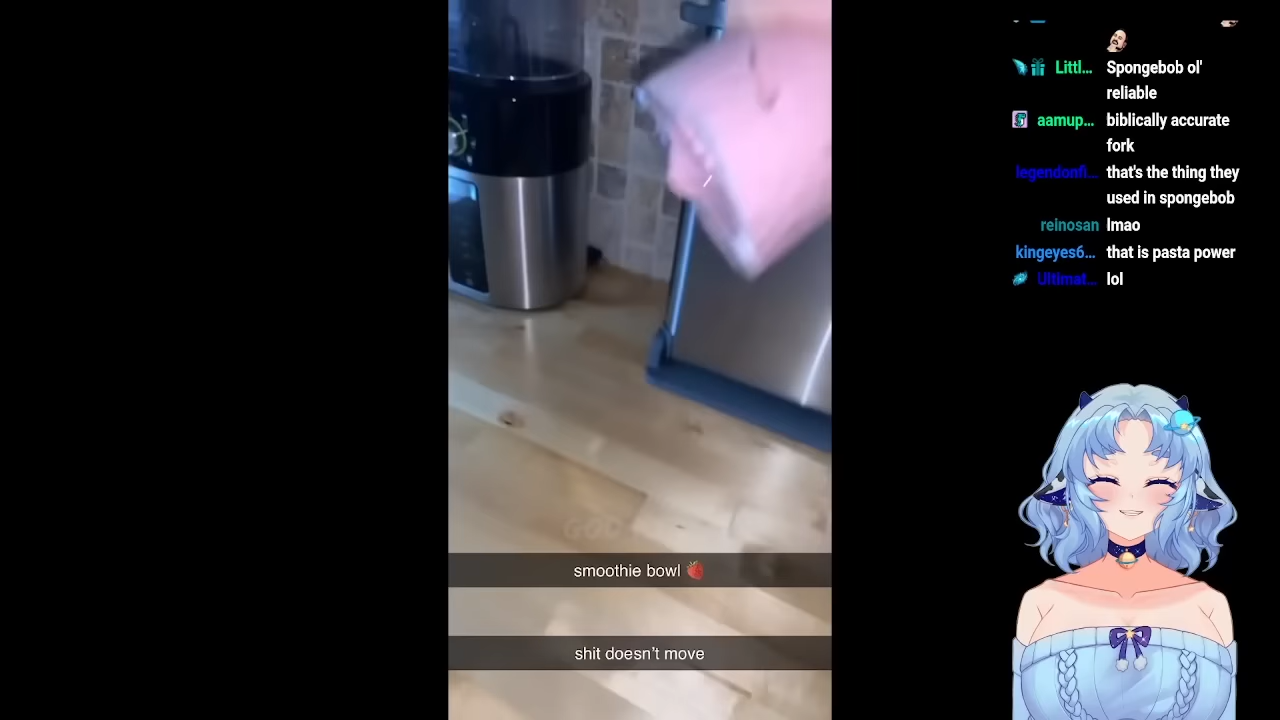 Littl... Spongebob ol'
reliable
aamup... biblically accurate
fork
legendonfi... that's the thing they
used in spongebob
reinosan lmao
kingeyes6... that is pasta power
Ultimat... lol
smoothie bowl 🍓
shit doesn't move